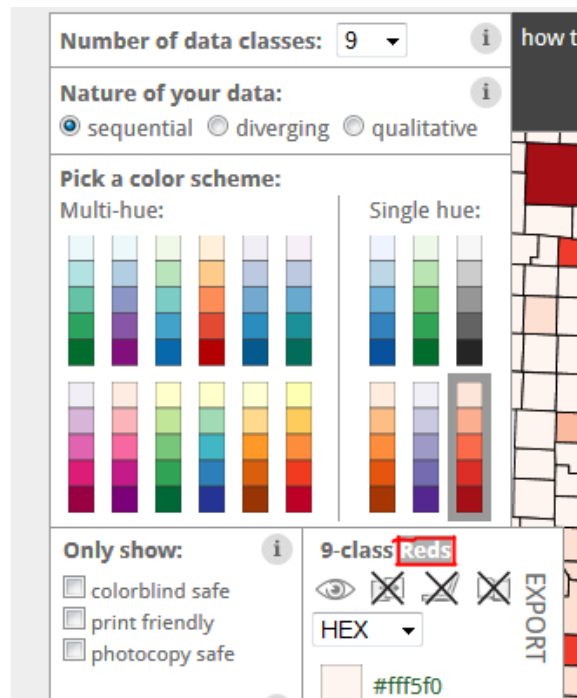 Number of data classes: 9
i
how t
Nature of your data:
i
sequential diverging qualitative
Pick a color scheme:
Multi-hue:
Single hue:
Only show:
i
colorblind safe
print friendly
photocopy safe
9-class Reds
HEX
EXPORT
#fff5f0